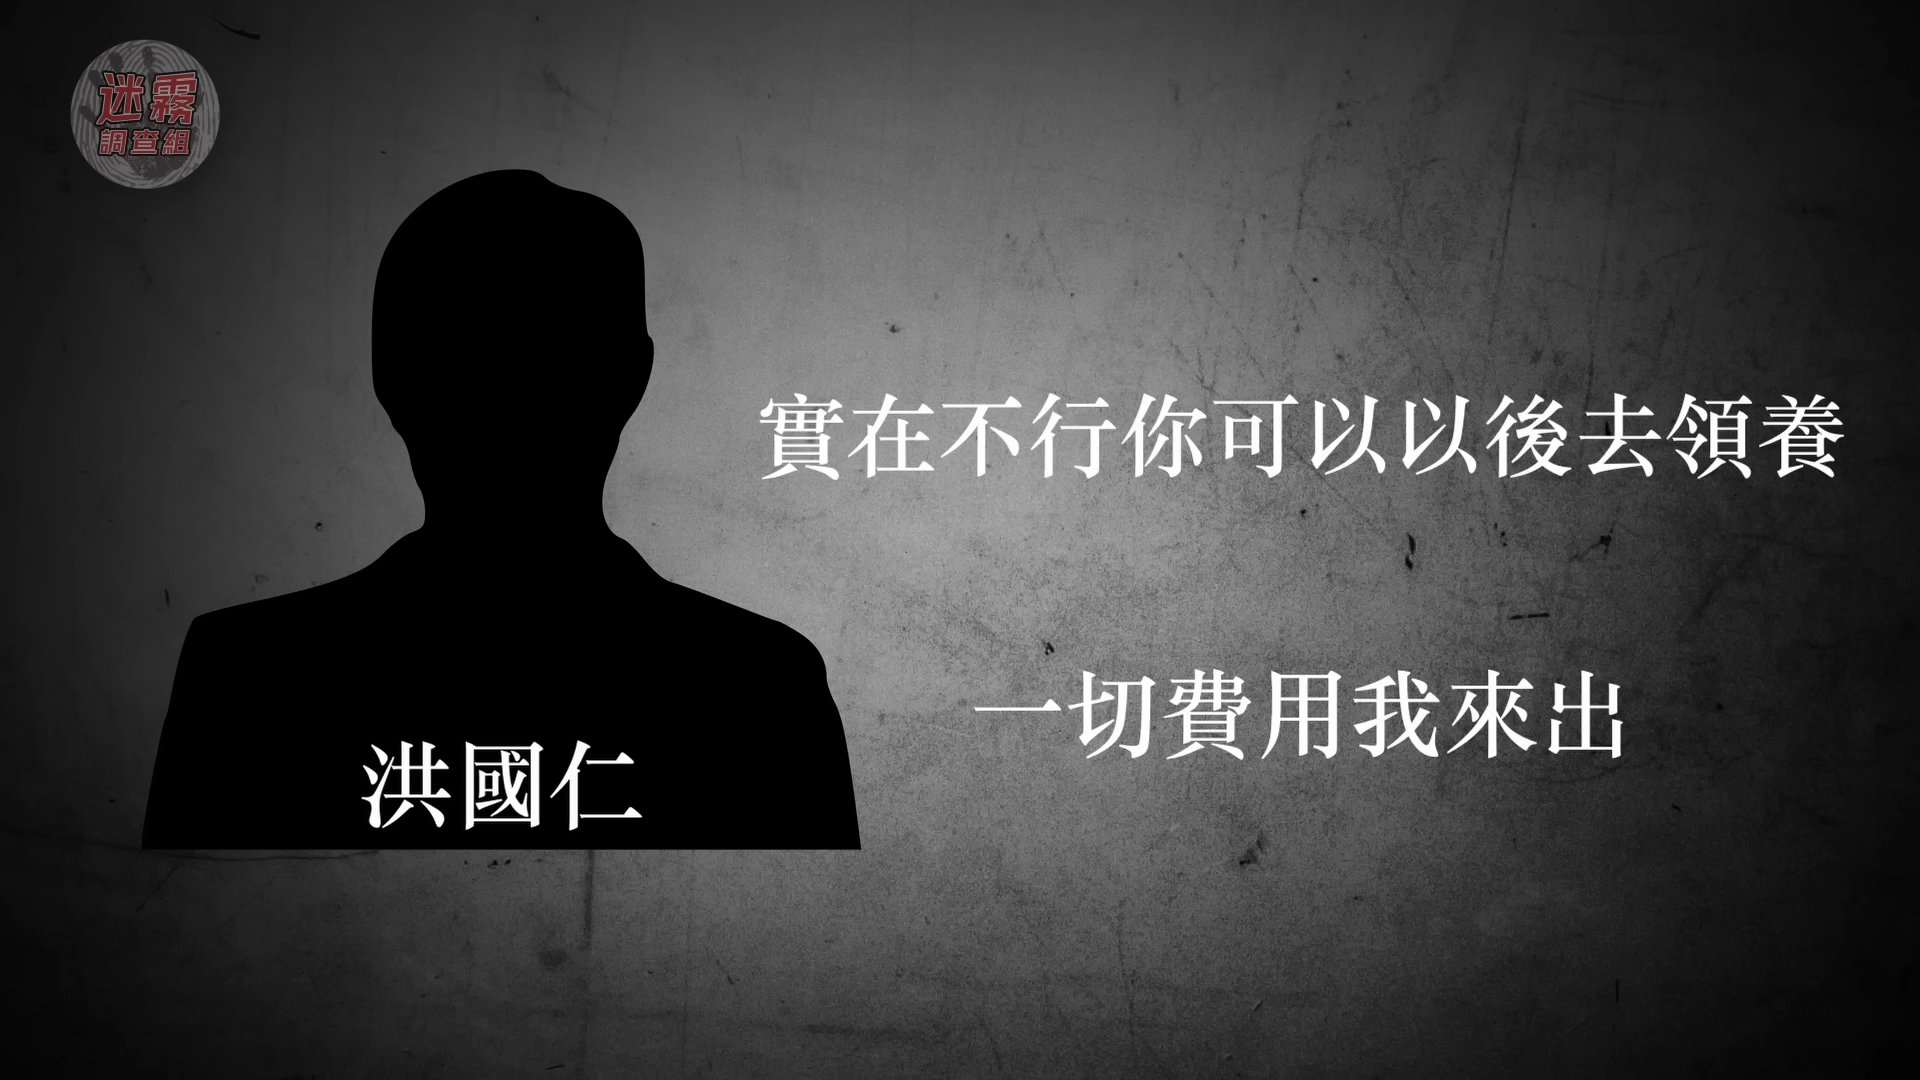 迷霧
調查組
實在不行你可以以後去領養
一切費用我來出
洪國仁